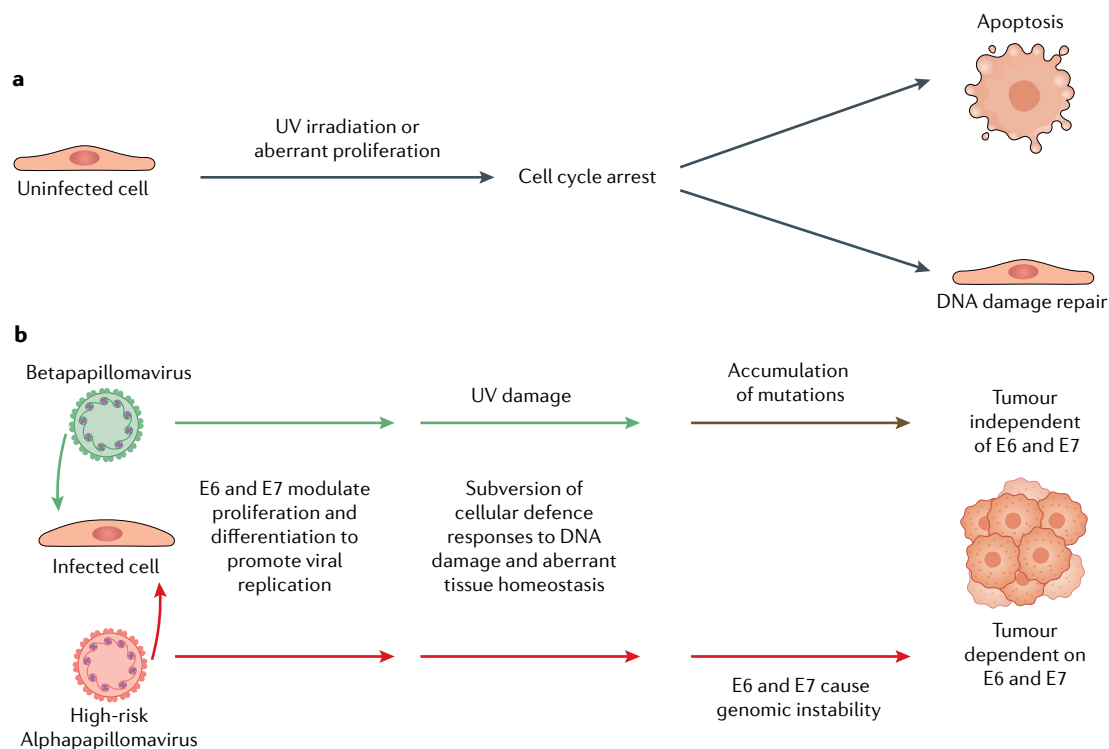 a
Apoptosis
UV irradiation or
aberrant proliferation
Uninfected cell
Cell cycle arrest
DNA damage repair
b
Betapapillomavirus
UV damage
Accumulation
of mutations
Tumour
independent
of E6 and E7
Infected cell
E6 and E7 modulate
proliferation and
differentiation to
promote viral
replication
Subversion of
cellular defence
responses to DNA
damage and aberrant
tissue homeostasis
High-risk
Alphapapillomavirus
E6 and E7 cause
genomic instability
Tumour
dependent on
E6 and E7